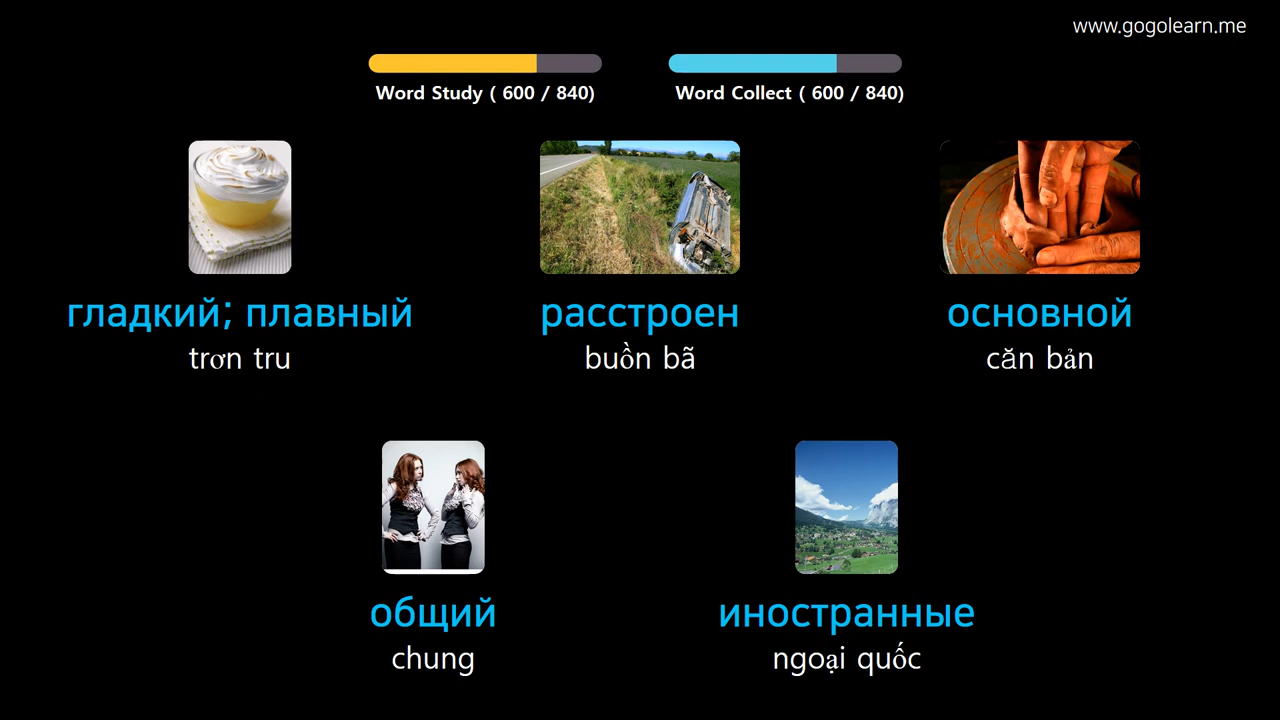 www.gogolearn.me
Word Study ( 600 / 840)
Word Collect ( 600 / 840)
гладкий; плавный
trơn tru
расстроен
buồn bã
основной
căn bản
общий
chung
иностранные
ngoại quốc